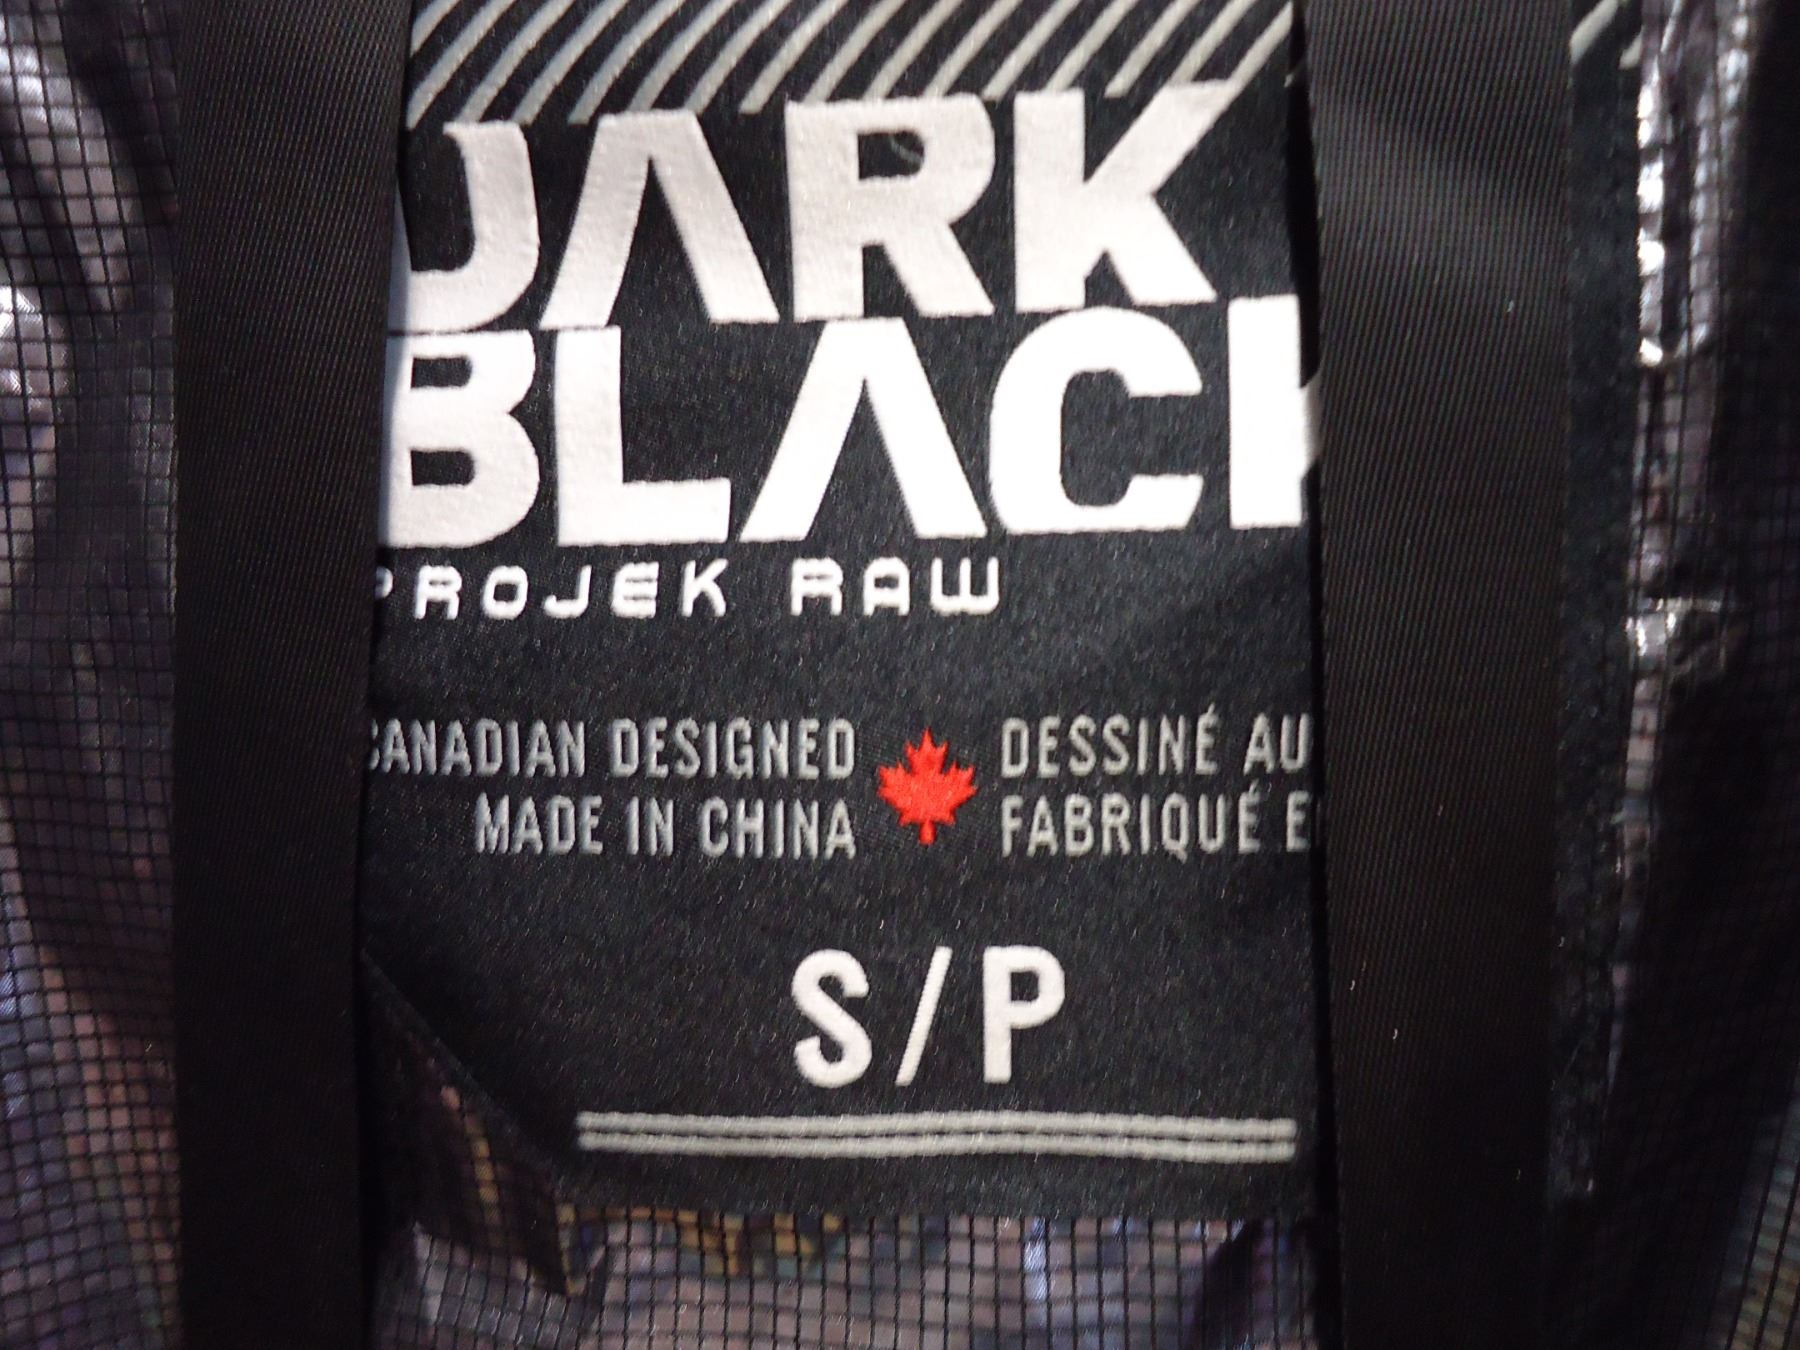 DARK
BLACK
PROJEK RAW
CANADIAN DESIGNED DESSINÉ AU
MADE IN CHINA FABRIQUÉ E
S/P